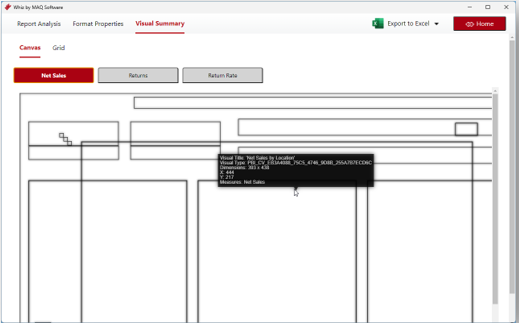 Whiz by MAQ Software
Report Analysis Format Properties Visual Summary Export to Excel Home
Canvas Grid
Net Sales Returns Return Rate
Visual Title: 'Net Sales by Location'
Visual Type:
Dimensions: 383 x 438
X: 444
Y: 217
Measures: Net Sales